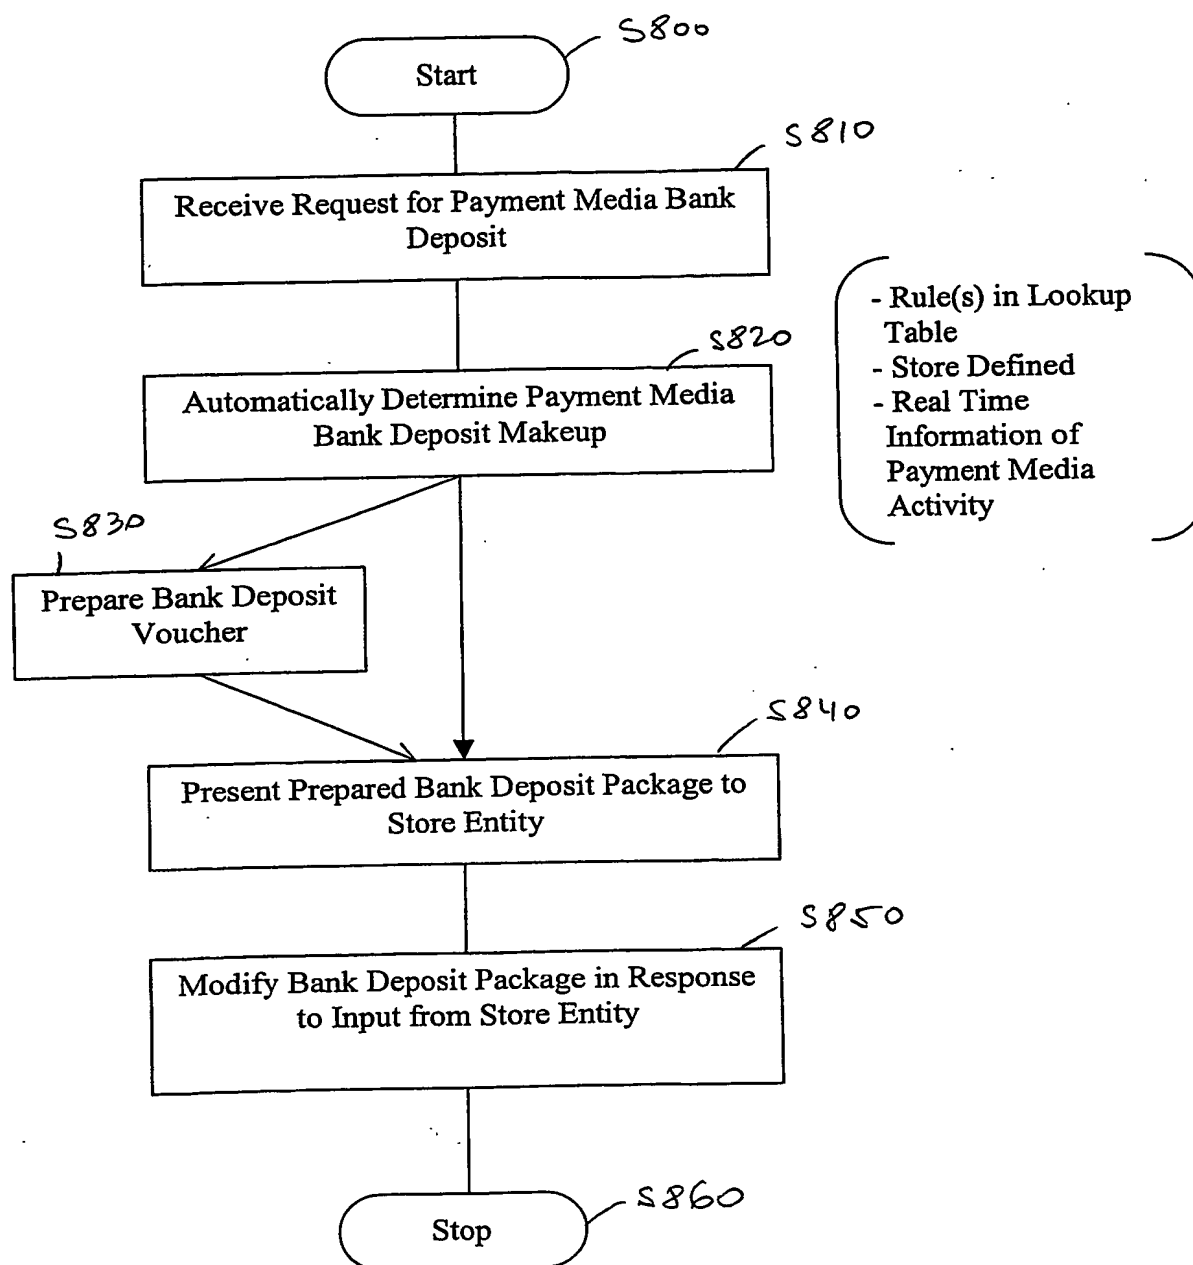 S800
Start
S810
Receive Request for Payment Media Bank
Deposit
- Rule(s) in Lookup
Table
- Store Defined
- Real Time
Information of
Payment Media
Activity
S820
Automatically Determine Payment Media
Bank Deposit Makeup
S830
Prepare Bank Deposit
Voucher
S840
Present Prepared Bank Deposit Package to
Store Entity
S850
Modify Bank Deposit Package in Response
to Input from Store Entity
S860
Stop